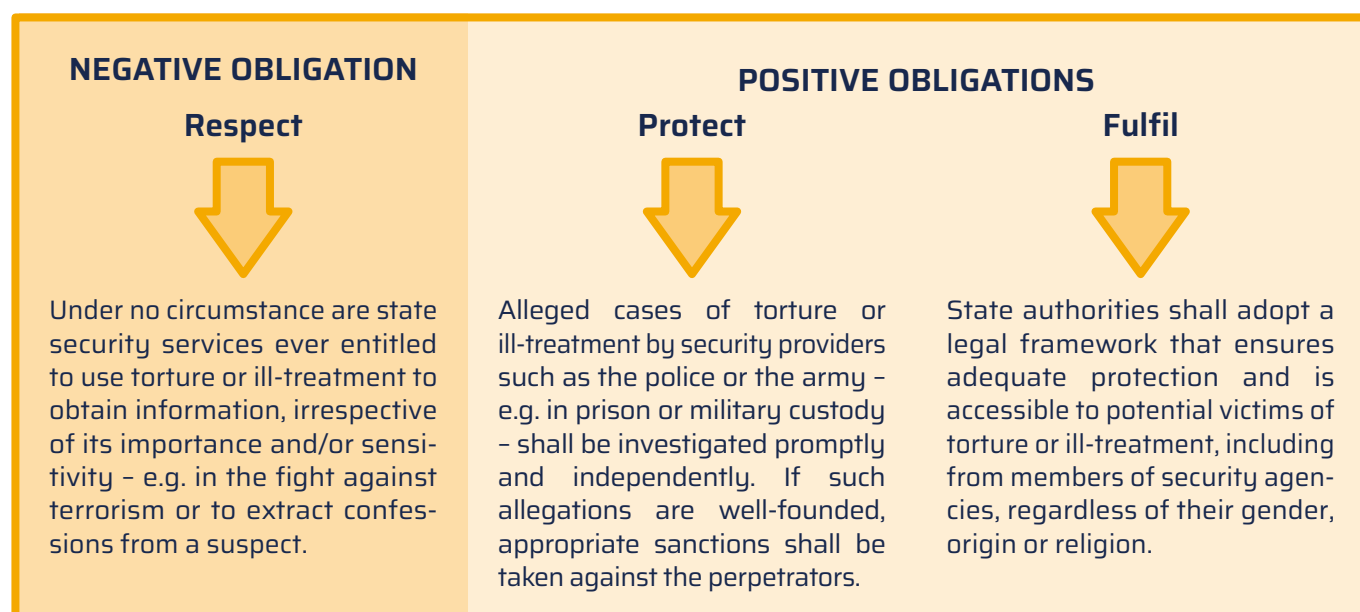 NEGATIVE OBLIGATION
Respect
Under no circumstance are state
security services ever entitled
to use torture or ill-treatment to
obtain information, irrespective
of its importance and/or sensi-
tivity – e.g. in the fight against
terrorism or to extract confes-
sions from a suspect.
POSITIVE OBLIGATIONS
Protect
Alleged cases of torture or
ill-treatment by security providers
such as the police or the army –
e.g. in prison or military custody
– shall be investigated promptly
and independently. If such
allegations are well-founded,
appropriate sanctions shall be
taken against the perpetrators.
Fulfil
State authorities shall adopt a
legal framework that ensures
adequate protection and is
accessible to potential victims of
torture or ill-treatment, including
from members of security agen-
cies, regardless of their gender,
origin or religion.